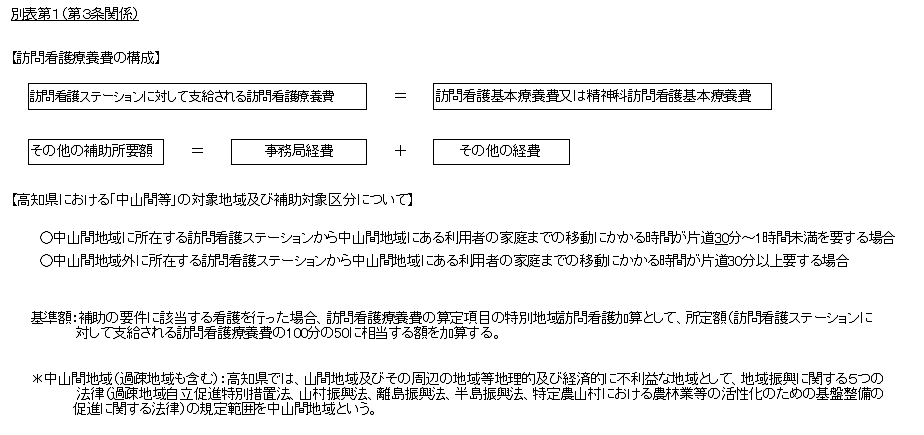 別表第1(第3条関係)
【訪問看護療養費の構成】
訪問看護ステーションに対して支給される訪問看護療養費 = 訪問看護基本療養費又は精神科訪問看護基本療養費
その他の補助所要額 = 事務局経費 + その他の経費
【高知県における「中山間等」の対象地域及び補助対象区分について】
○中山間地域に所在する訪問看護ステーションから中山間地域にある利用者の家庭までの移動にかかる時間が片道30分~1時間未満を要する場合
○中山間地域外に所在する訪問看護ステーションから中山間地域にある利用者の家庭までの移動にかかる時間が片道30分以上要する場合
基準額:補助の要件に該当する看護を行った場合、訪問看護療養費の算定項目の特別地域訪問看護加算として、所定額(訪問看護ステーションに
対して支給される訪問看護療養費の100分の50に相当する額を加算する。
*中山間地域(過疎地域も含む):高知県では、山間地域及びその周辺の地域等地理的及び経済的に不利益な地域として、地域振興に関する5つの
法律(過疎地域自立促進特別措置法、山村振興法、離島振興法、半島振興法、特定農山村における農林業等の活性化のための基盤整備の
促進に関する法律)の規定範囲を中山間地域という。